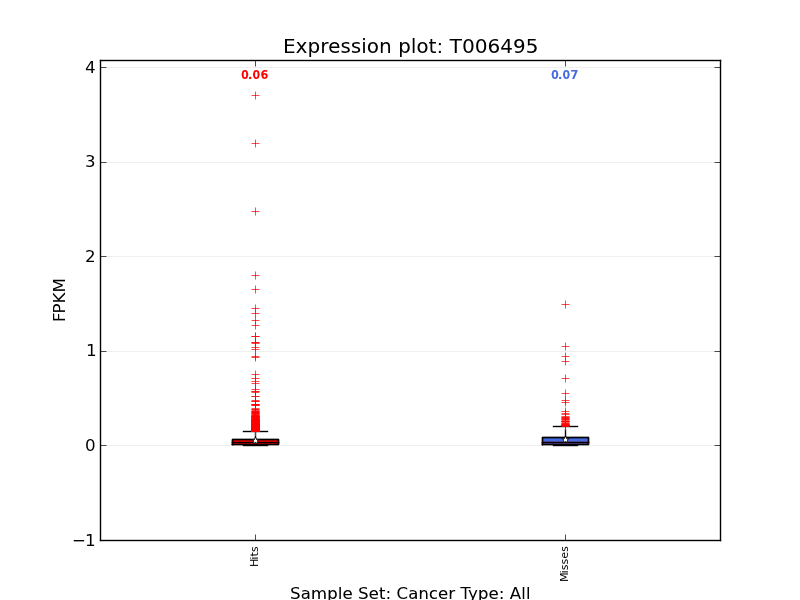 Expression plot: T006495
0.06
0.07
4
3
2
1
0
−1
FPKM
Hits
Misses
Sample Set: Cancer Type: All